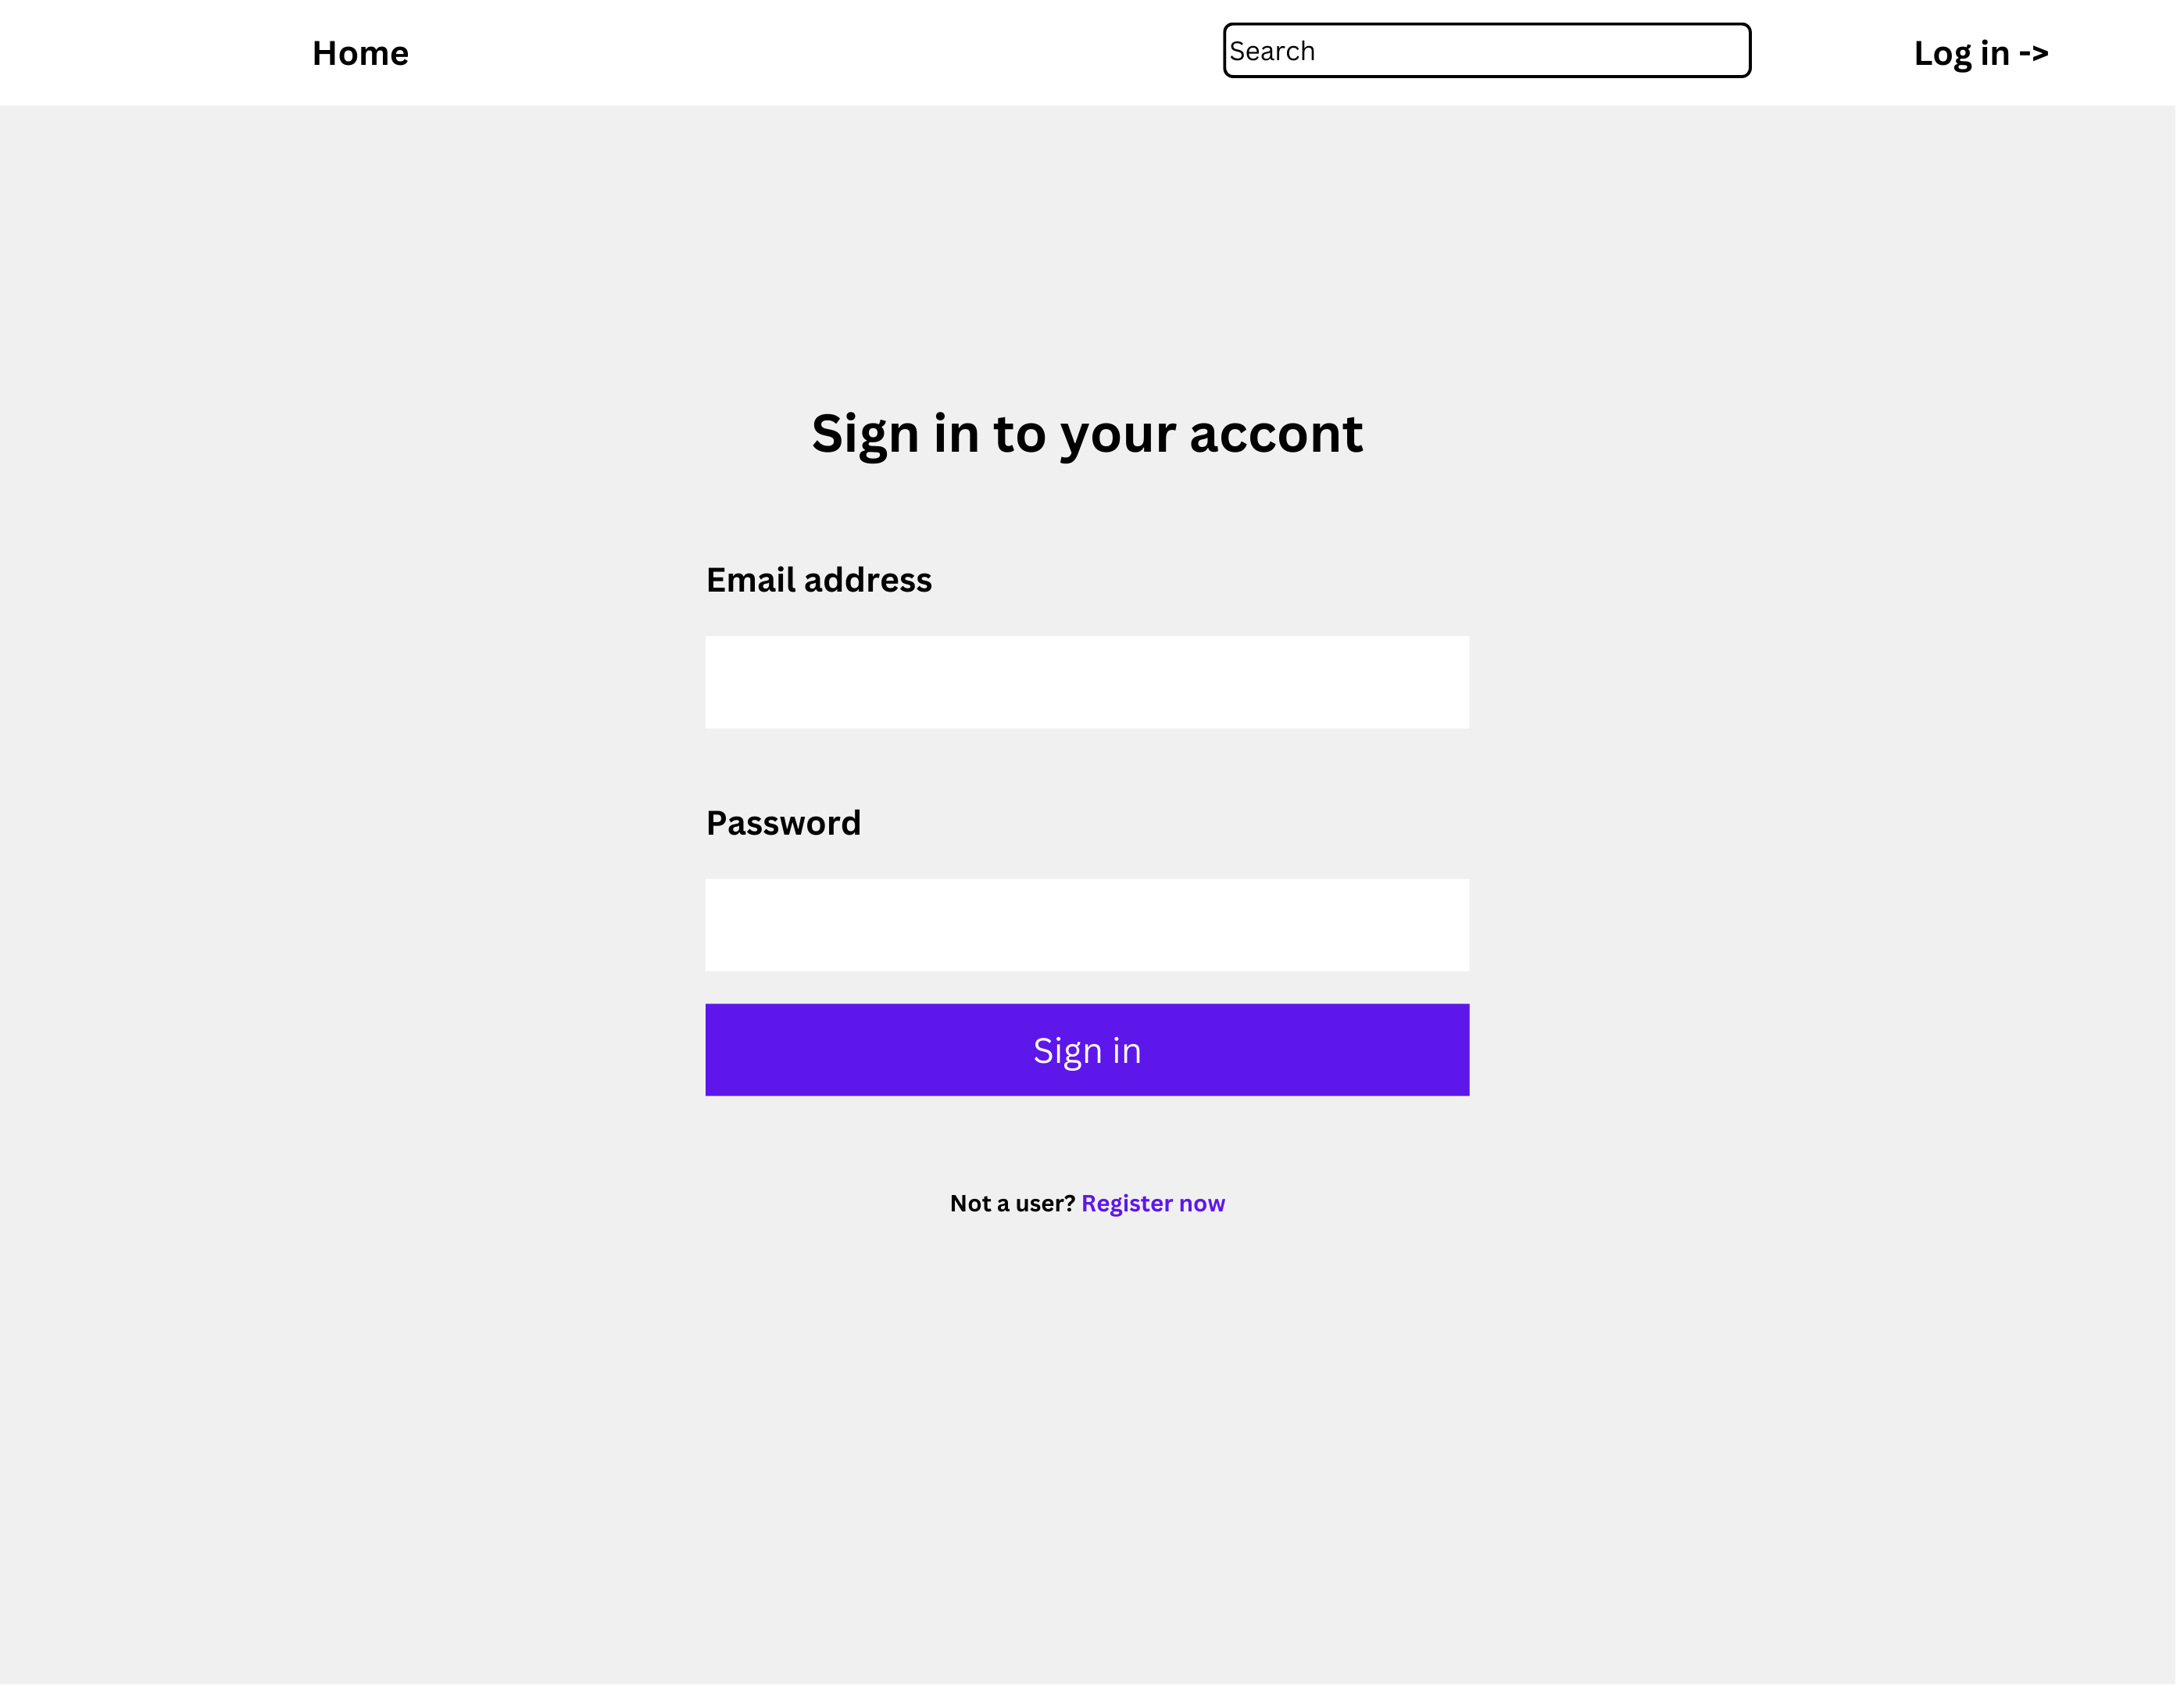 Home
Search
Log in ->
Sign in to your accont
Email address
Password
Sign in
Not a user? Register now